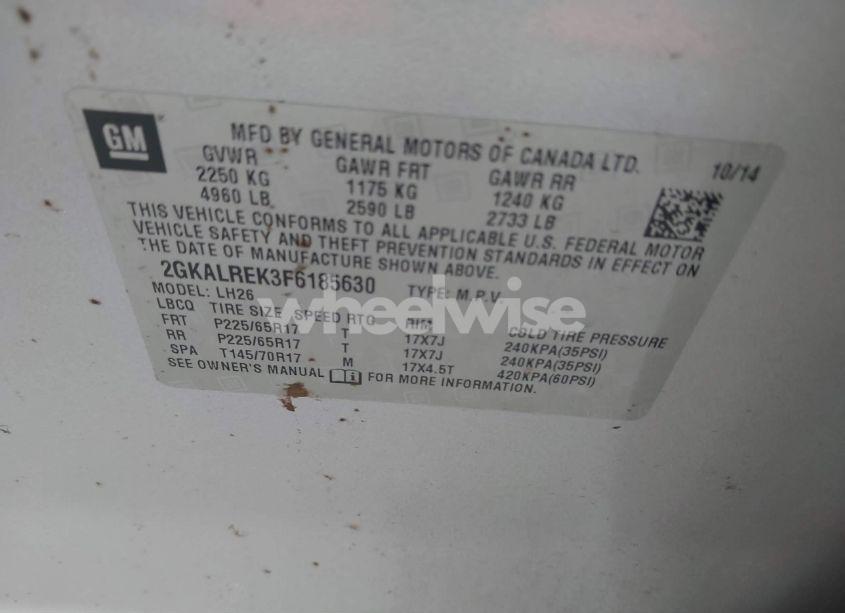 GM
MFD BY GENERAL MOTORS OF CANADA LTD. 10/14
GVWR GAWR FRT GAWR RR
2250 KG 1175 KG 1240 KG
4960 LB 2590 LB 2733 LB
THIS VEHICLE CONFORMS TO ALL APPLICABLE U.S. FEDERAL MOTOR
VEHICLE SAFETY AND THEFT PREVENTION STANDARDS IN EFFECT ON
THE DATE OF MANUFACTURE SHOWN ABOVE.
2GKALREK3F6185630 TYPE: M.P.V
MODEL: LH26
LBCQ TIRE SIZE SPEED RTG RIM COLD TIRE PRESSURE
FRT P225/65R17 T 17X7J 240KPA(35PSI)
RR P225/65R17 T 17X7J 240KPA(35PSI)
SPA T145/70R17 M 17X4.5T 420KPA(60PSI)
SEE OWNER'S MANUAL FOR MORE INFORMATION.
wheelwise